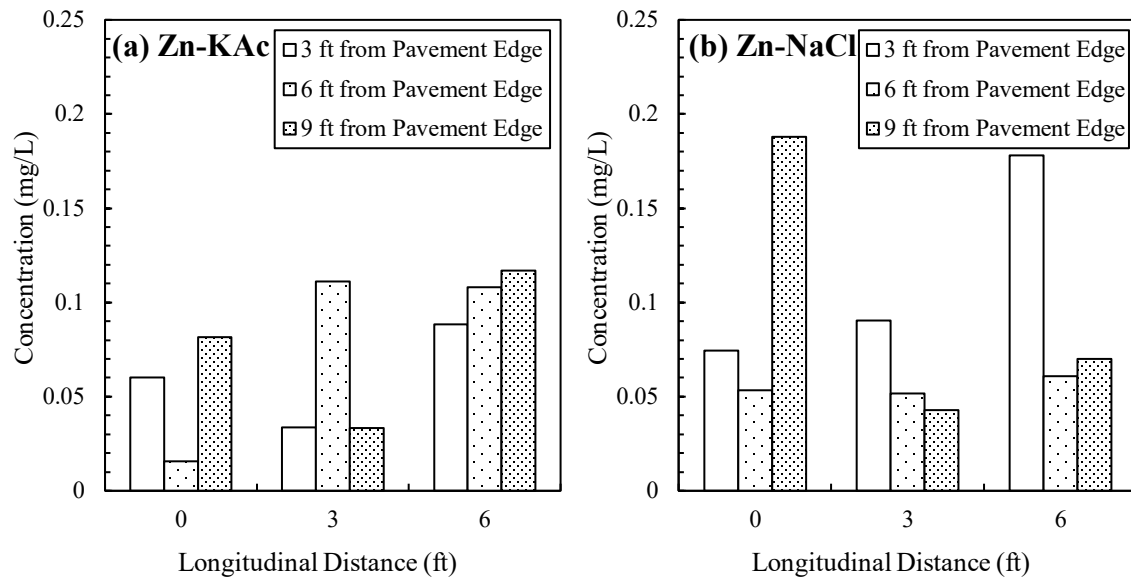 (a) Zn-KAc
3 ft from Pavement Edge
6 ft from Pavement Edge
9 ft from Pavement Edge
0.25
0.2
0.15
0.1
0.05
0
Concentration (mg/L)
0 3 6
Longitudinal Distance (ft)
(b) Zn-NaCl
3 ft from Pavement Edge
6 ft from Pavement Edge
9 ft from Pavement Edge
0.25
0.2
0.15
0.1
0.05
0
Concentration (mg/L)
0 3 6
Longitudinal Distance (ft)